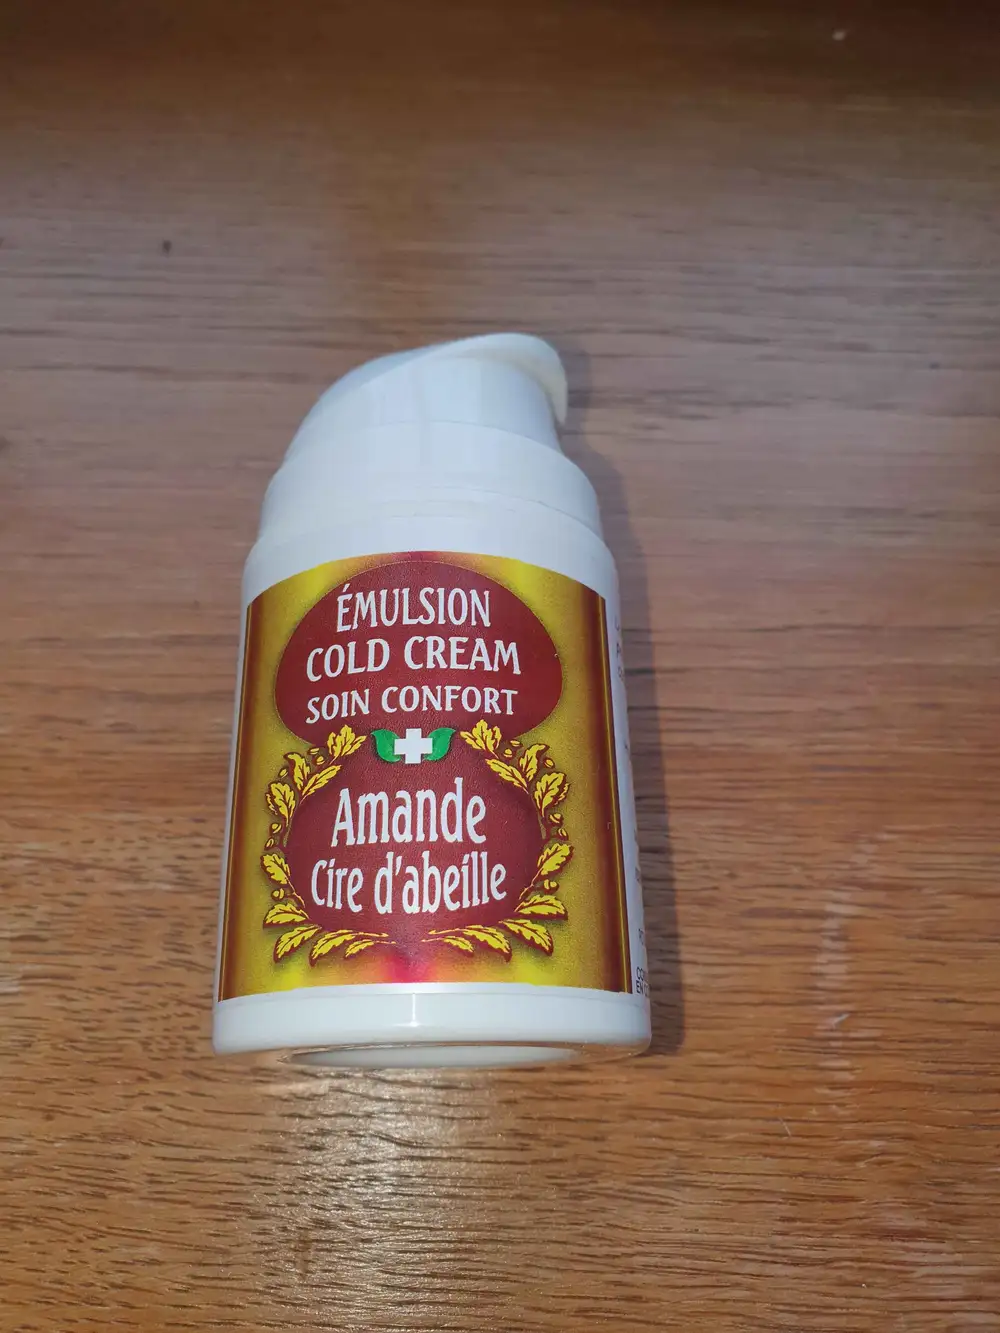 ÉMULSION
COLD CREAM
SOIN CONFORT
Amande
Cire d'abeille